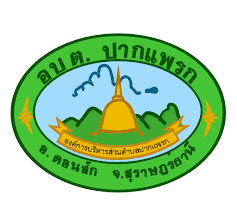 อบต. ปากแพรก
องค์การบริหารส่วนตำบลปากแพรก
อ. ดอนสัก จ. สุราษฎรธานี